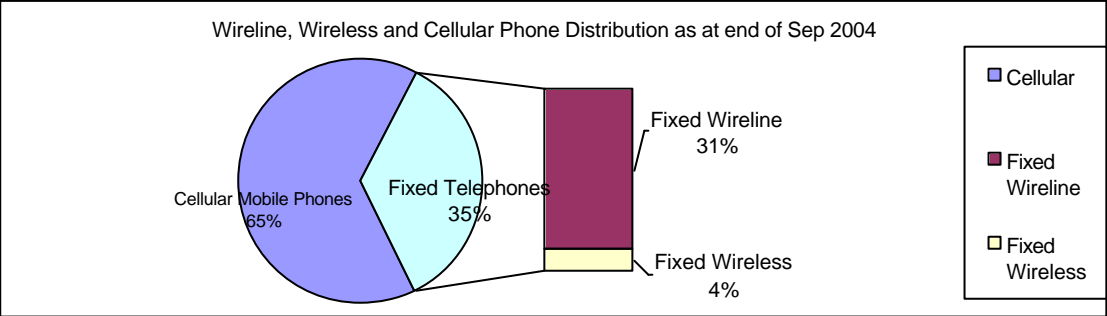 Wireline, Wireless and Cellular Phone Distribution as at end of Sep 2004
Cellular Mobile Phones
65%
Fixed Telephones
35%
Fixed Wireline
31%
Fixed Wireless
4%
Cellular
Fixed
Wireline
Fixed
Wireless